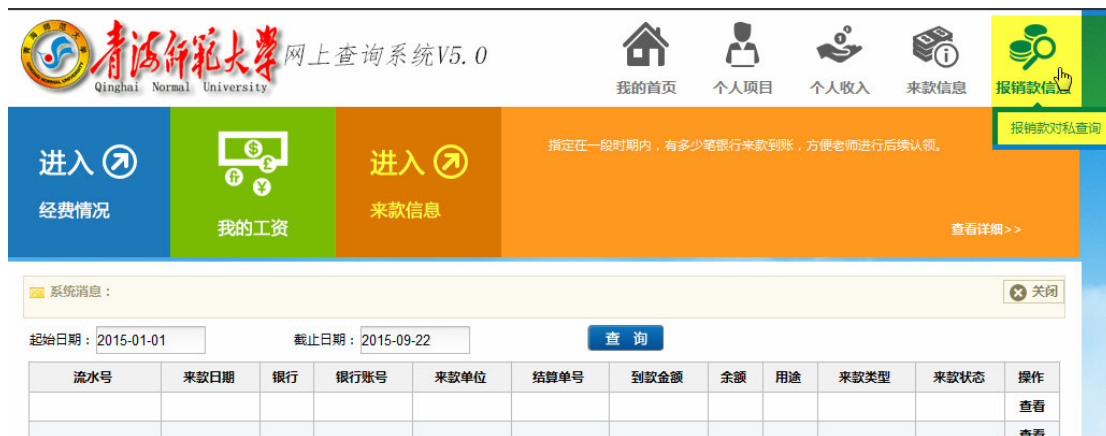 青海师范大学网上查询系统V5.0
Qinghai Normal University
我的首页 个人项目 个人收入 来款信息 报销款信息
报销款对私查询
进入
经费情况
我的工资
进入
来款信息
指定在一段时期内，有多少笔银行来款到账，方便老师进行后续认领。
查看详细>>
系统消息：
关闭
起始日期：2015-01-01 截止日期：2015-09-22 查 询
流水号 来款日期 银行 银行账号 来款单位 结算单号 到款金额 余额 用途 来款类型 来款状态 操作
查看
查看